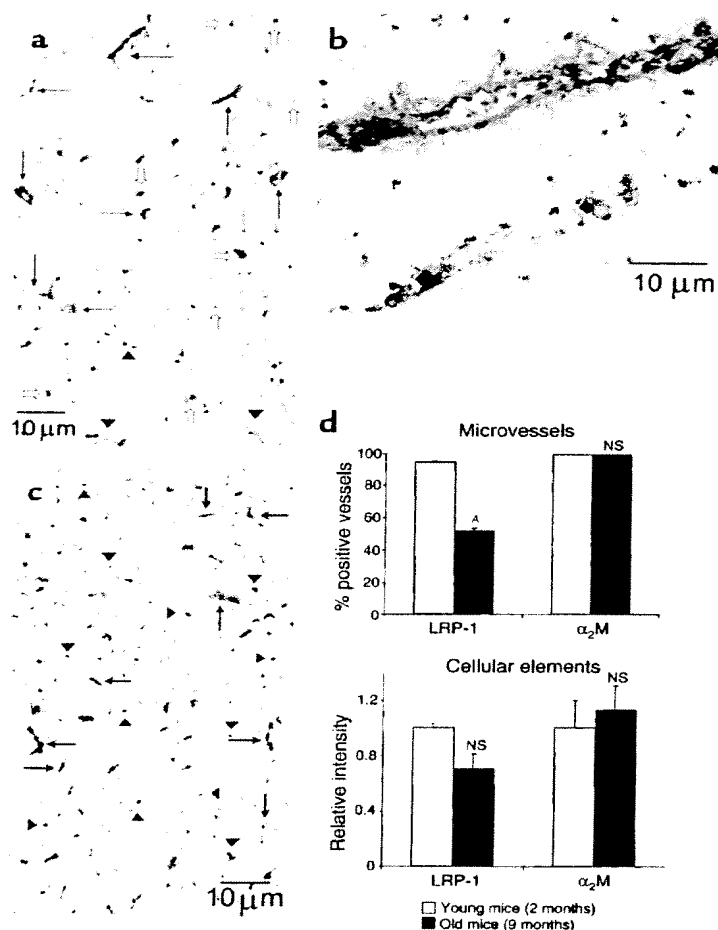 a
b
10 μm
10 μm
c
10 μm
d
Microvessels
% positive vessels
100
80
60
40
20
0
NS
A
LRP-1
α₂M
Cellular elements
Relative intensity
1.2
0.8
0.4
0
NS
NS
LRP-1
α₂M
Young mice (2 months)
Old mice (9 months)